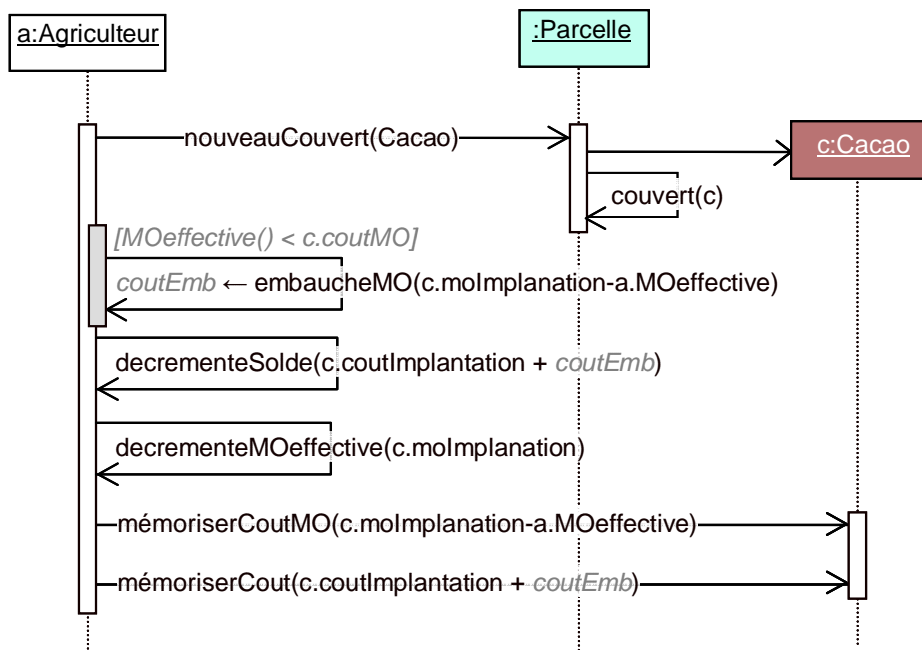 a:Agriculteur
:Parcelle
nouveauCouvert(Cacao)
c:Cacao
couvert(c)
[MOeffective() < c.coutMO]
coutEmb ← embaucheMO(c.moImplanation-a.MOeffective)
decrementeSolde(c.coutImplantation + coutEmb)
decrementeMOeffective(c.moImplanation)
mémoriserCoutMO(c.moImplanation-a.MOeffective)
mémoriserCout(c.coutImplantation + coutEmb)